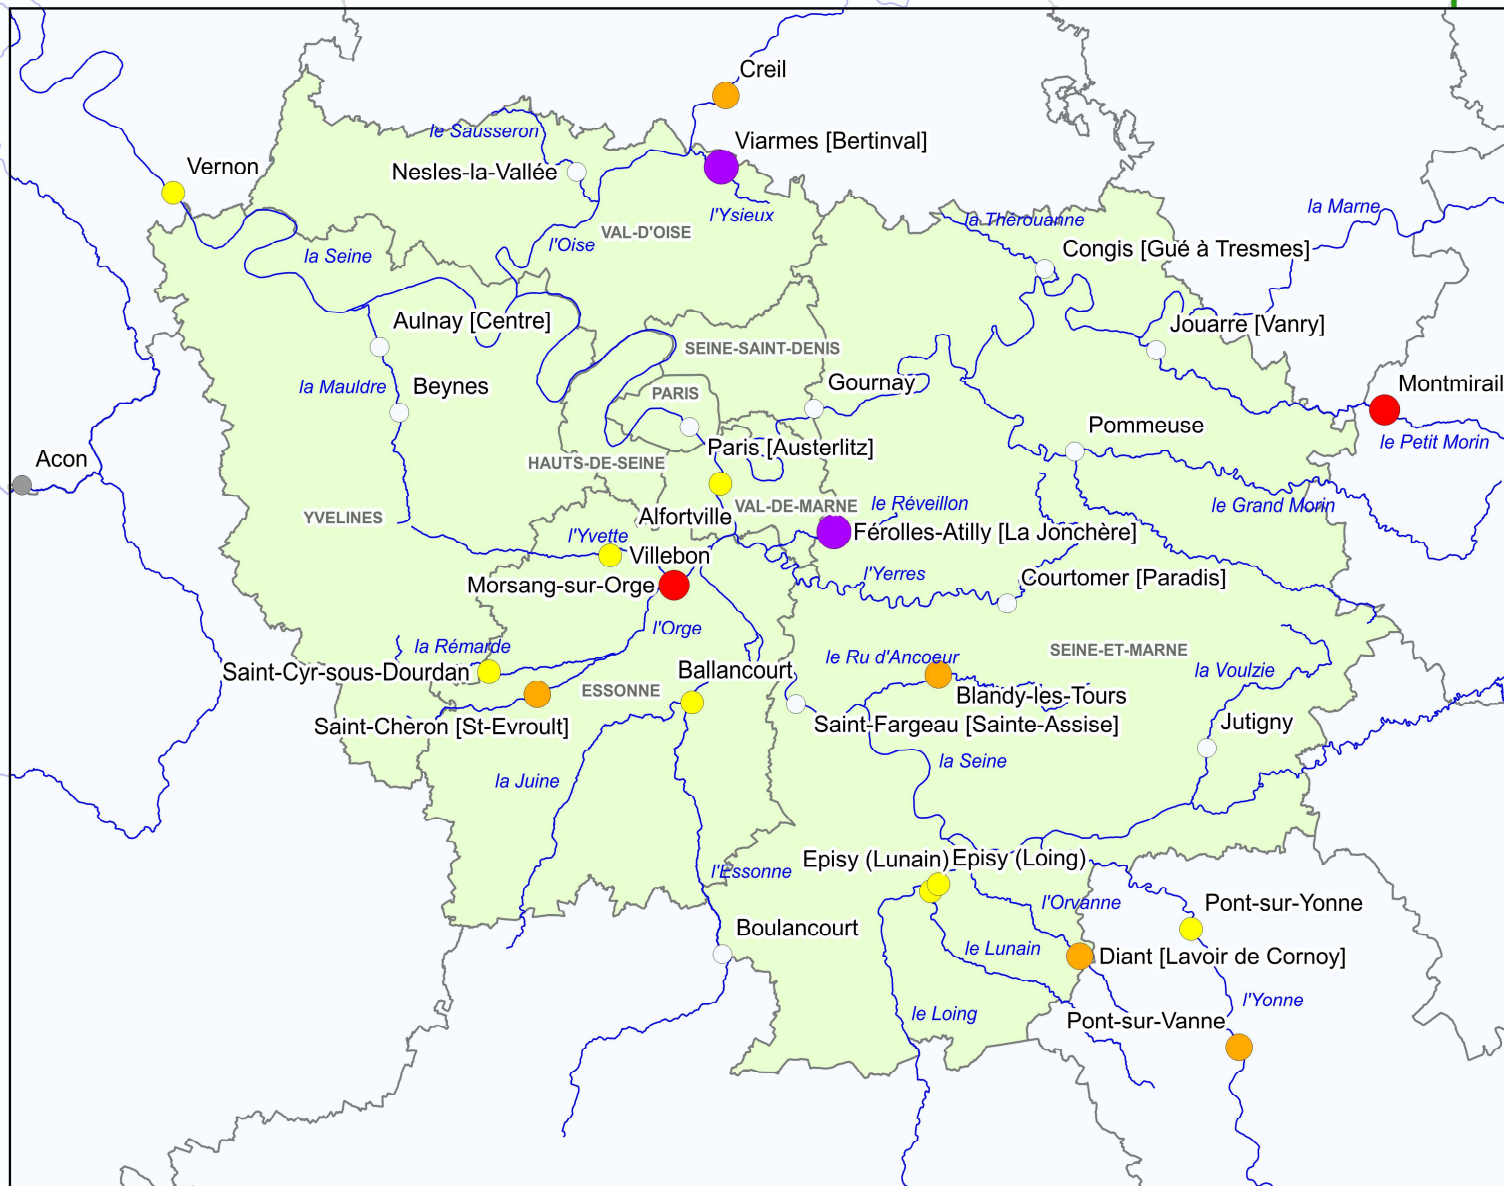 Creil
le Sausseron
Viarmes [Bertinval]
Vernon
Nesles-la-Vallée
l'Ysieux
la Thérouanne
la Marne
VAL-D'OISE
l'Oise
la Seine
Congis [Gué à Tresmes]
Aulnay [Centre]
Jouarre [Vanry]
SEINE-SAINT-DENIS
la Mauldre
Beynes
PARIS
Gournay
Montmirail
Pommeuse
le Petit Morin
Acon
HAUTS-DE-SEINE
Paris [Austerlitz]
YVELINES
Alfortville
VAL-DE-MARNE
le Réveillon
le Grand Morin
l'Yvette
Férolles-Atilly [La Jonchère]
Villebon
Morsang-sur-Orge
l'Yerres
Courtomer [Paradis]
l'Orge
la Rémarde
le Ru d'Ancoeur
SEINE-ET-MARNE
Saint-Cyr-sous-Dourdan
Ballancourt
la Voulzie
ESSONNE
Blandy-les-Tours
Saint-Cheron [St-Evroult]
Saint-Fargeau [Sainte-Assise]
Jutigny
la Juine
la Seine
Episy (Lunain)
Episy (Loing)
l'Essonne
l'Orvanne
Pont-sur-Yonne
Boulancourt
le Lunain
Diant [Lavoir de Cornoy]
l'Yonne
le Loing
Pont-sur-Vanne